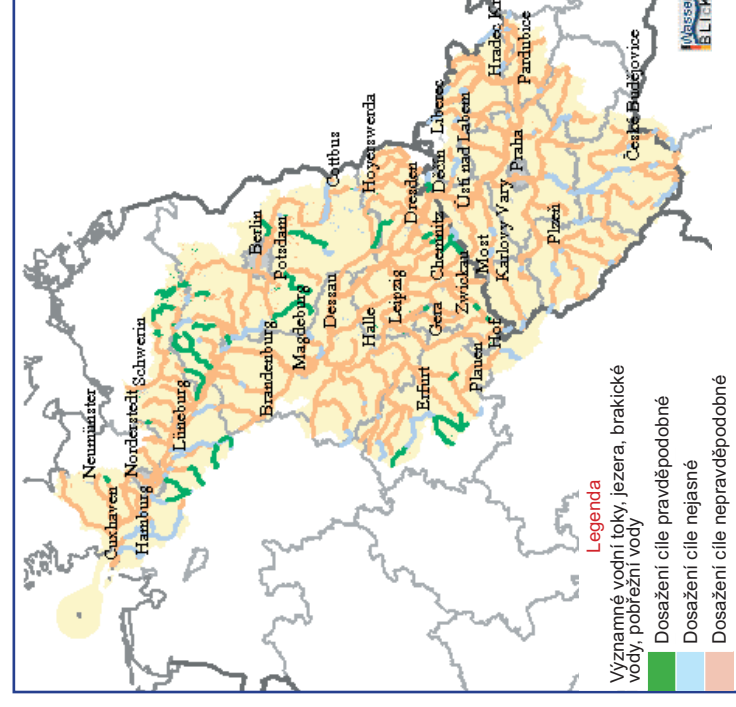 Neumünster
Cuxhaven
Hamburg
Norderstedt
Schwerin
Lüneburg
Brandenburg
Berlin
Potsdam
Magdeburg
Dessau
Cottbus
Halle
Hoyerswerda
Leipzig
Dresden
Erfurt
Gera
Chemnitz
Děčín
Liberec
Zwickau
Ústí nad Labem
Plauen
Most
Hof
Karlovy Vary
Hradec Kr
Praha
Pardubice
Plzeň
České Budějovice
Wasser
BLIcK
Legenda
Významné vodní toky, jezera, brakické
vody, pobřežní vody
Dosažení cíle pravděpodobné
Dosažení cíle nejasné
Dosažení cíle nepravděpodobné